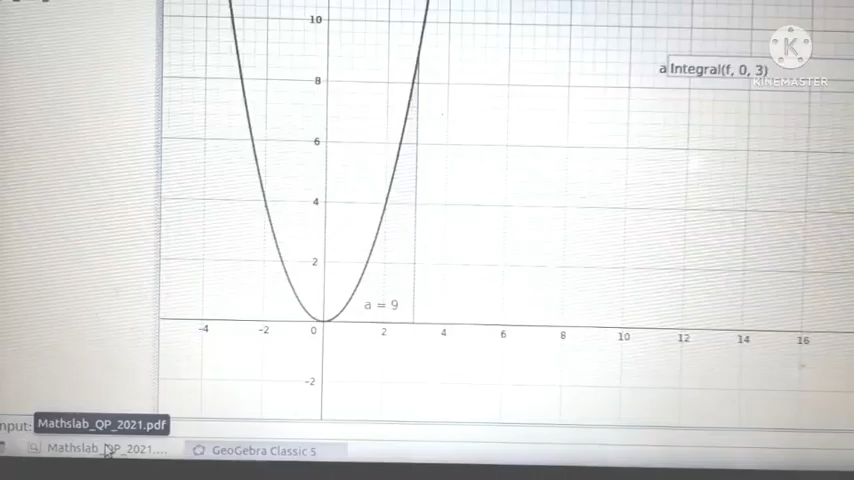 10
a Integral(f, 0, 3)
K
KINEMASTER
8
6
4
2
a = 9
-4 -2 0 2 4 6 8 10 12 14 16
-2
nput: Mathslab_QP_2021.pdf
Mathslab_QP_2021.... GeoGebra Classic 5